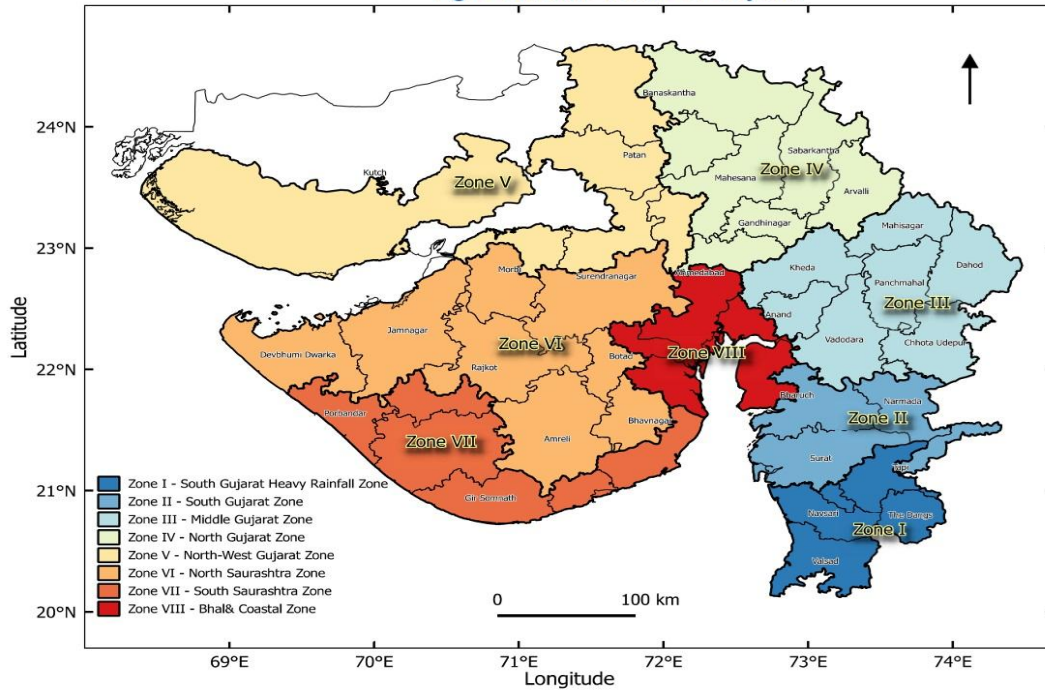 Banaskantha
24°N
Sabarkantha
Patan
Zone IV
Kutch
Zone V
Mahesana
Arvalli
Gandhinagar
Mahisagar
23°N
Morbi
Surendranagar
Ahmedabad
Kheda
Dahod
Panchmahal
Zone III
Anand
Jamnagar
Zone VI
Devbhumi Dwarka
Botad
Zone VIII
Vadodara
Chhota Udepur
Rajkot
22°N
Latitude
Bharuch
Narmada
Porbandar
Zone II
Bhavnagar
Zone VII
Amreli
Surat
Tapi
Zone I - South Gujarat Heavy Rainfall Zone
21°N
Gir Somnath
Zone II - South Gujarat Zone
Navsari
The Dangs
Zone III - Middle Gujarat Zone
Zone I
Zone IV - North Gujarat Zone
Zone V - North-West Gujarat Zone
Valsad
Zone VI - North Saurashtra Zone
Zone VII - South Saurashtra Zone
0 100 km
Zone VIII - Bhal& Coastal Zone
20°N
69°E 70°E 71°E 72°E 73°E 74°E
Longitude